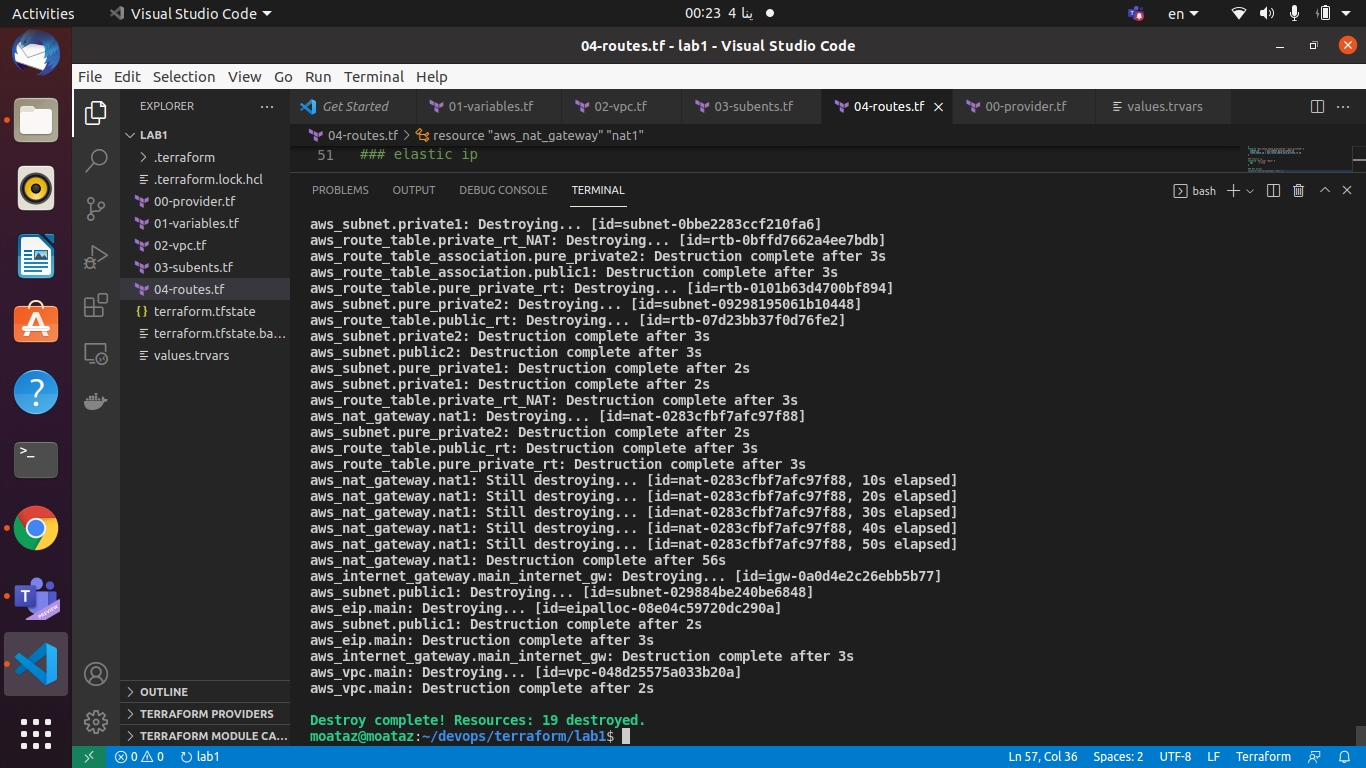 Activities
Visual Studio Code
00:23 4 ينا
en
04-routes.tf - lab1 - Visual Studio Code
File Edit Selection View Go Run Terminal Help
EXPLORER
LAB1
.terraform
.terraform.lock.hcl
00-provider.tf
01-variables.tf
02-vpc.tf
03-subents.tf
04-routes.tf
terraform.tfstate
terraform.tfstate.ba...
values.trvars
OUTLINE
TERRAFORM PROVIDERS
TERRAFORM MODULE CA...
Get Started 01-variables.tf 02-vpc.tf 03-subents.tf 04-routes.tf 00-provider.tf values.trvars
04-routes.tf > resource "aws_nat_gateway" "nat1"
51 ### elastic ip
PROBLEMS OUTPUT DEBUG CONSOLE TERMINAL
bash
aws_subnet.private1: Destroying... [id=subnet-0bbe2283ccf210fa6]
aws_route_table.private_rt_NAT: Destroying... [id=rtb-0bffd7662a4ee7bdb]
aws_route_table_association.pure_private2: Destruction complete after 3s
aws_route_table_association.public1: Destruction complete after 3s
aws_route_table.pure_private_rt: Destroying... [id=rtb-0101b63d4700bf894]
aws_subnet.pure_private2: Destroying... [id=subnet-09298195061b10448]
aws_route_table.public_rt: Destroying... [id=rtb-07d23bb37f0d76fe2]
aws_subnet.private2: Destruction complete after 3s
aws_subnet.public2: Destruction complete after 3s
aws_subnet.pure_private1: Destruction complete after 2s
aws_subnet.private1: Destruction complete after 2s
aws_route_table.private_rt_NAT: Destruction complete after 3s
aws_nat_gateway.nat1: Destroying... [id=nat-0283cfbf7afc97f88]
aws_subnet.pure_private2: Destruction complete after 2s
aws_route_table.public_rt: Destruction complete after 3s
aws_route_table.pure_private_rt: Destruction complete after 3s
aws_nat_gateway.nat1: Still destroying... [id=nat-0283cfbf7afc97f88, 10s elapsed]
aws_nat_gateway.nat1: Still destroying... [id=nat-0283cfbf7afc97f88, 20s elapsed]
aws_nat_gateway.nat1: Still destroying... [id=nat-0283cfbf7afc97f88, 30s elapsed]
aws_nat_gateway.nat1: Still destroying... [id=nat-0283cfbf7afc97f88, 40s elapsed]
aws_nat_gateway.nat1: Still destroying... [id=nat-0283cfbf7afc97f88, 50s elapsed]
aws_nat_gateway.nat1: Destruction complete after 56s
aws_internet_gateway.main_internet_gw: Destroying... [id=igw-0a0d4e2c26ebb5b77]
aws_subnet.public1: Destroying... [id=subnet-029884be240be6848]
aws_eip.main: Destroying... [id=eipalloc-08e04c59720dc290a]
aws_subnet.public1: Destruction complete after 2s
aws_eip.main: Destruction complete after 3s
aws_internet_gateway.main_internet_gw: Destruction complete after 3s
aws_vpc.main: Destroying... [id=vpc-048d25575a033b20a]
aws_vpc.main: Destruction complete after 2s
Destroy complete! Resources: 19 destroyed.
moataz@moataz:~/devops/terraform/lab1$
0 0 lab1
Ln 57, Col 36 Spaces: 2 UTF-8 LF Terraform